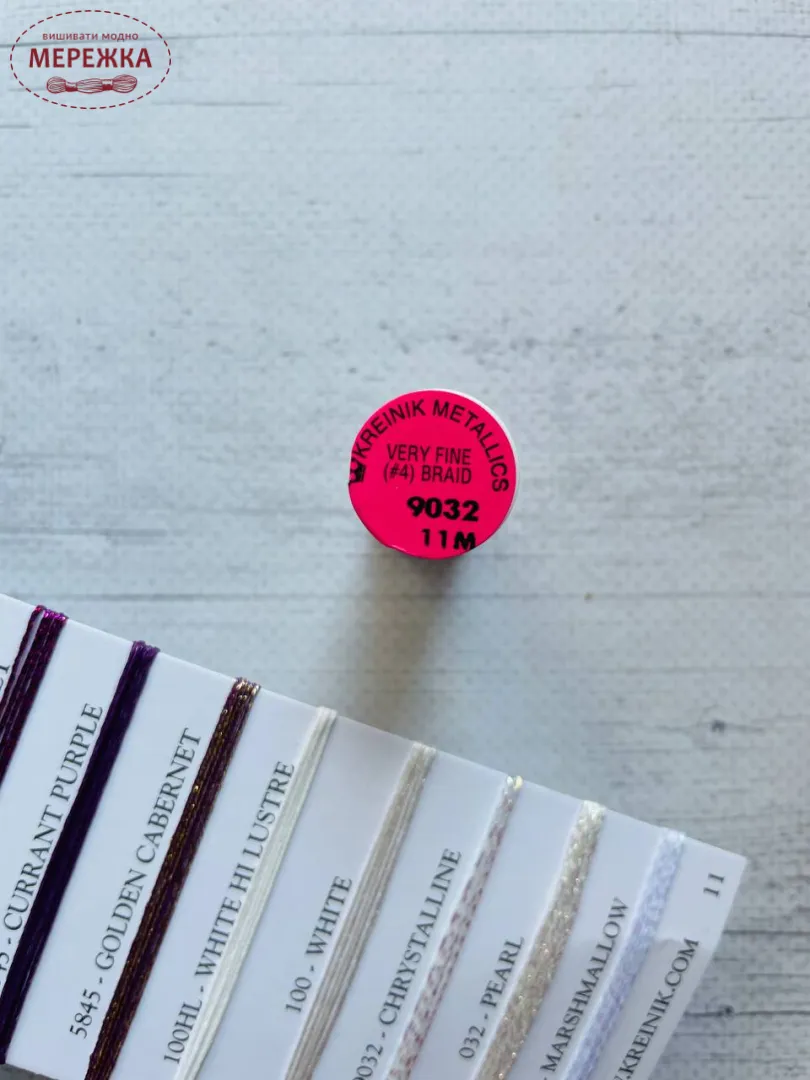 вишивати модно
МЕРЕЖКА
KREINIK METALLICS
VERY FINE
(#4) BRAID
9032
11M
CURRANT PURPLE
5845 - GOLDEN CABERNET
100HL - WHITE HI LUSTRE
100 - WHITE
9032 - CHRYSTALLINE
032 - PEARL
MARSHMALLOW
.KREINIK.COM
11